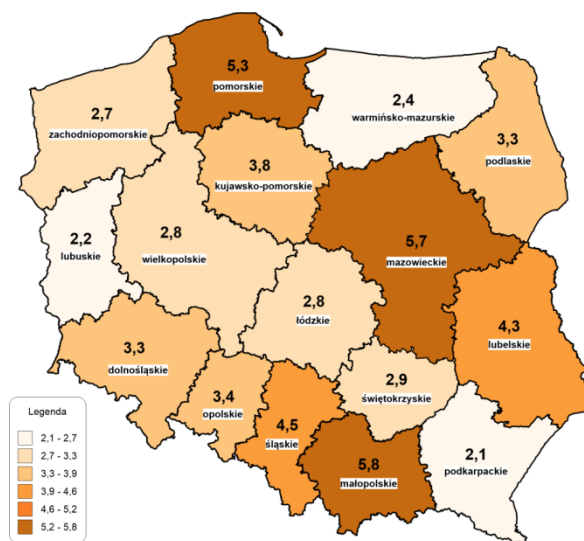 5,3
pomorskie
2,4
warmińsko-mazurskie
2,7
zachodniopomorskie
3,3
podlaskie
3,8
kujawsko-pomorskie
2,2
lubuskie
2,8
wielkopolskie
5,7
mazowieckie
2,8
łódzkie
4,3
lubelskie
3,3
dolnośląskie
3,4
opolskie
2,9
świętokrzyskie
4,5
śląskie
5,8
małopolskie
2,1
podkarpackie
Legenda
2,1 - 2,7
2,7 - 3,3
3,3 - 3,9
3,9 - 4,6
4,6 - 5,2
5,2 - 5,8